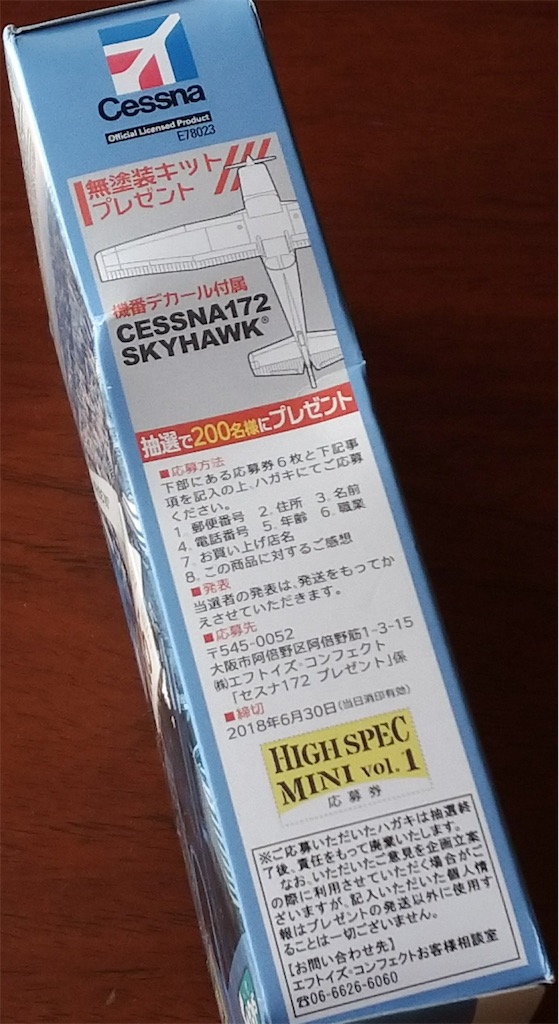 Cessna
Official Licensed Product
E78023
無塗装キット
プレゼント
機番デカール付属
CESSNA172
SKYHAWK®
抽選で200名様にプレゼント
■応募方法
下部にある応募券6枚と下記事
項を記入の上、ハガキにてご応募
ください。
1. 郵便番号 2. 住所 3. 名前
4. 電話番号 5. 年齢 6. 職業
7. お買い上げ店名
8. この商品に対するご感想
■発表
当選者の発表は、発送をもってか
えさせていただきます。
■応募先
〒545-0052
大阪市阿倍野区阿倍野筋1-3-15
㈱エフトイズ・コンフェクト
「セスナ172 プレゼント」係
■締切
2018年6月30日(当日消印有効)
HIGH SPEC
MINI vol. 1
応募券
※ご応募いただいたハガキは抽選終
了後、責任をもって廃棄いたします。
なお、いただいたご意見を企画立案
の際に利用させていただく場合がご
ざいますが、記入いただいた個人情
報はプレゼントの発送以外に使用す
ることは一切ございません。
【お問い合わせ先】
エフトイズ・コンフェクトお客様相談室
☎06-6626-6060